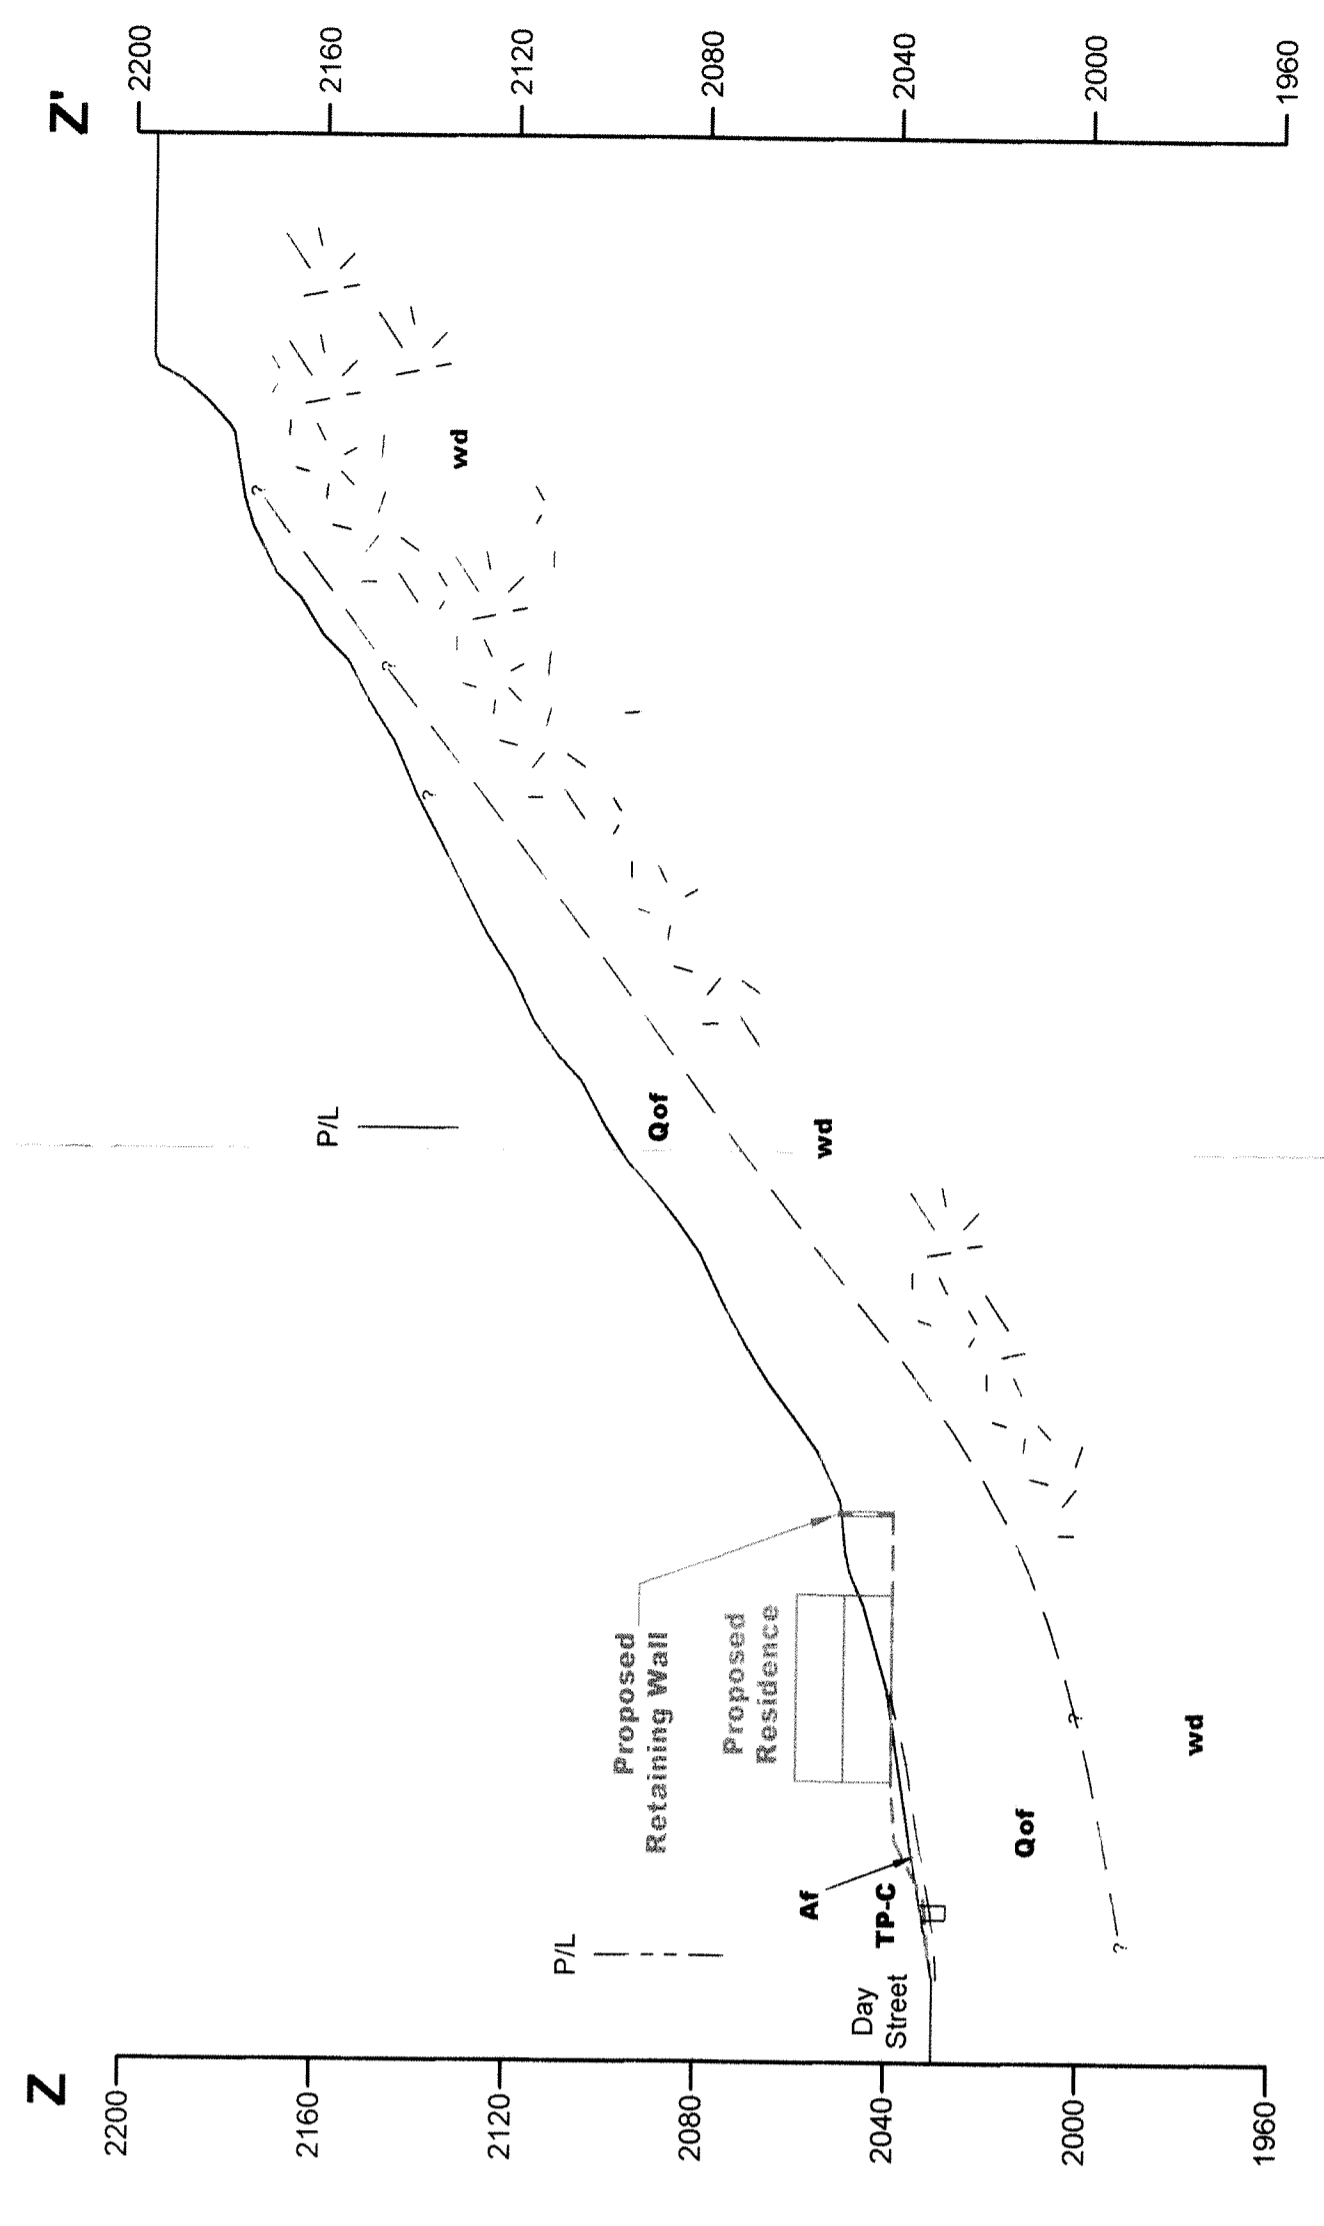 Z
Z'
2200
2160
2120
2080
2040
2000
1960
2200
2160
2120
2080
2040
2000
1960
?
?
?
wd
P/L
Qof
wd
Proposed
Retaining Wall
Proposed
Residence
P/L
Af
TP-C
Day
Street
?
Qof
wd
?